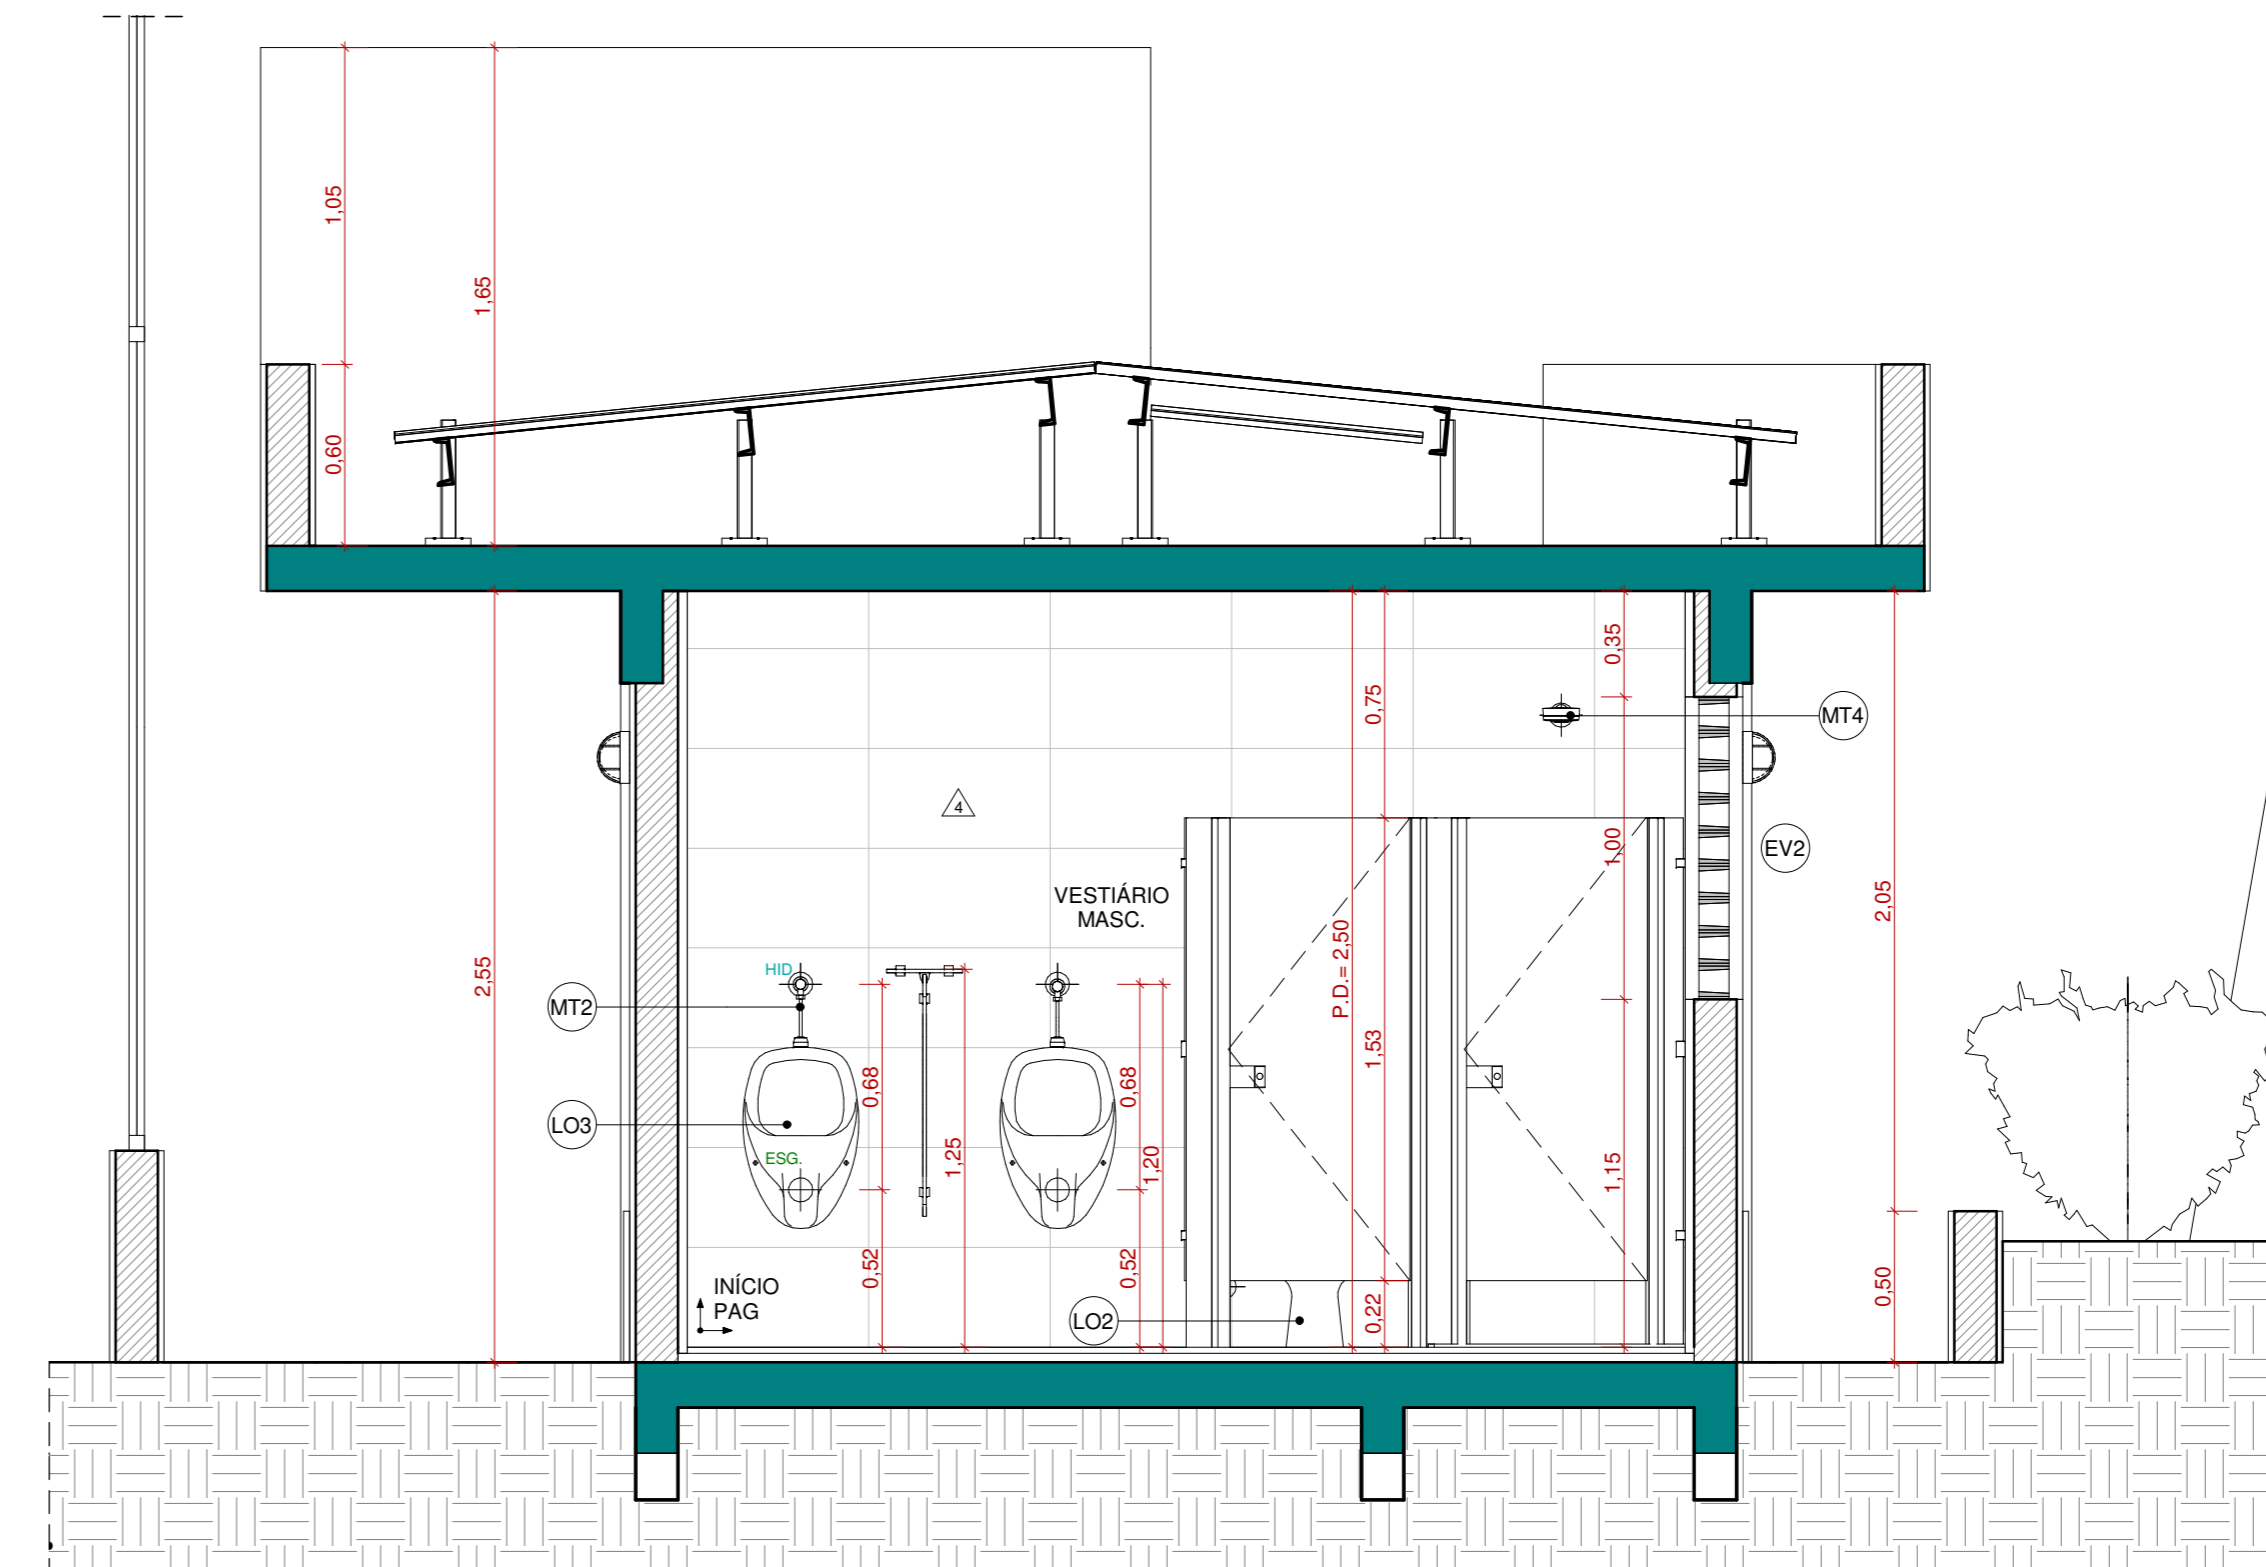 1,05
1,65
0,60
0,35
0,75
MT4
4
1,00
EV2
VESTIÁRIO
MASC.
2,05
P.D.= 2,50
2,55
HID.
MT2
1,53
0,68
0,68
LO3
ESG.
1,25
1,20
1,15
0,52
0,52
INÍCIO
PAG
LO2
0,22
0,50